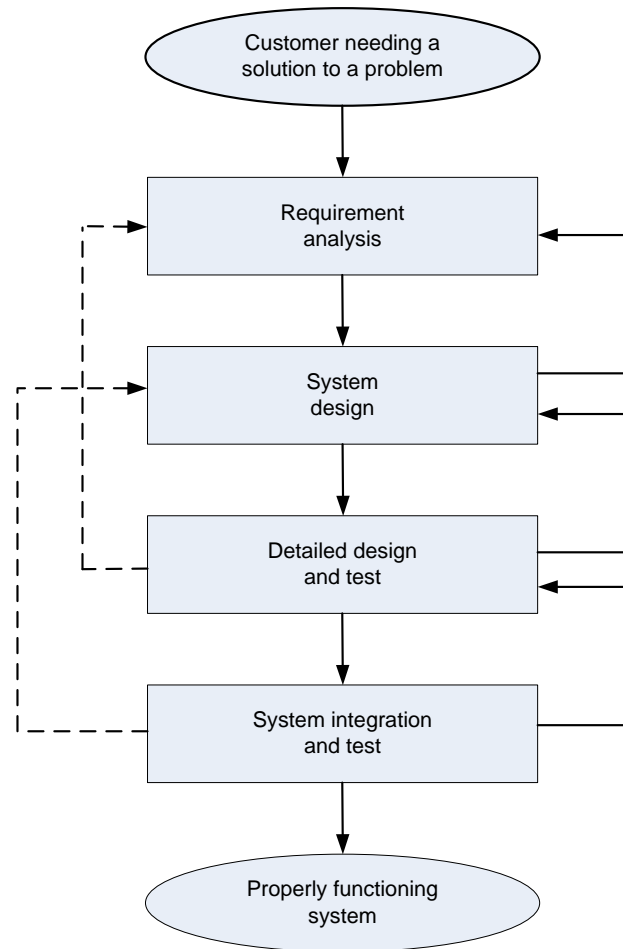 Customer needing a
solution to a problem
Requirement
analysis
System
design
Detailed design
and test
System integration
and test
Properly functioning
system